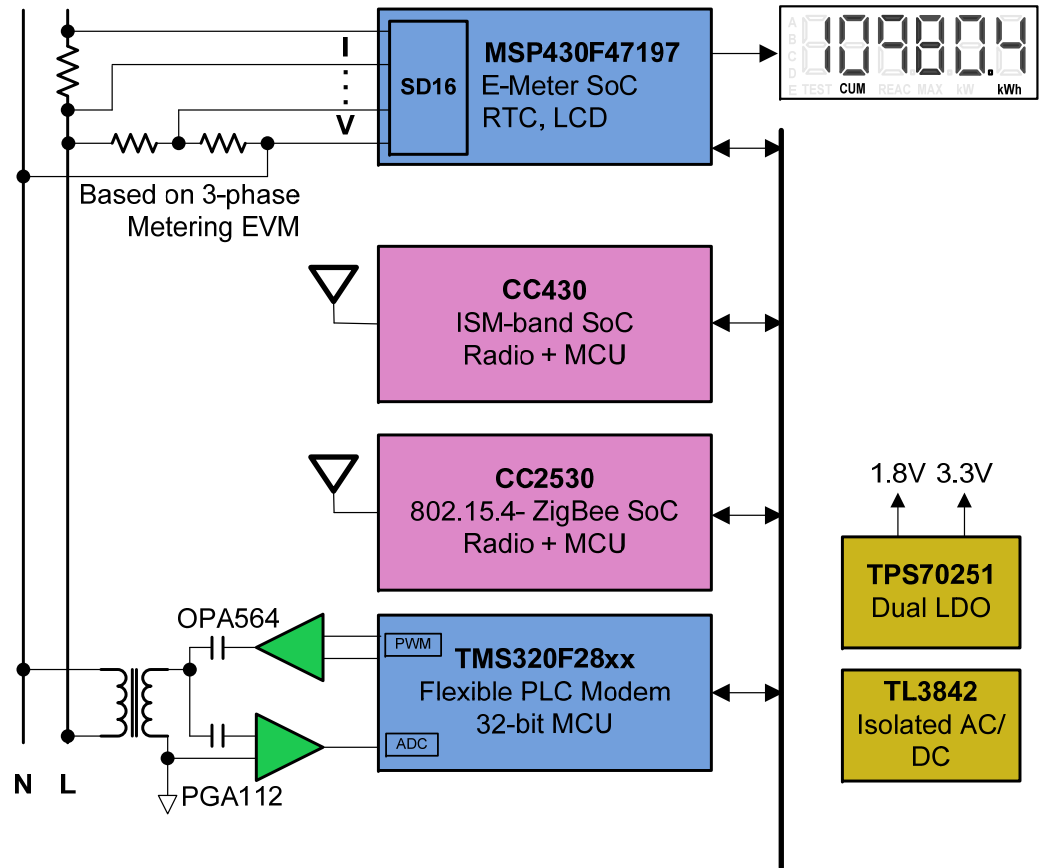 I
V
SD16
MSP430F47197
E-Meter SoC
RTC, LCD
A
B
C
D
E TEST CUM REAC MAX kW kWh
10980.4
Based on 3-phase
Metering EVM
CC430
ISM-band SoC
Radio + MCU
CC2530
802.15.4- ZigBee SoC
Radio + MCU
1.8V 3.3V
TPS70251
Dual LDO
OPA564
PWM
TMS320F28xx
Flexible PLC Modem
32-bit MCU
ADC
TL3842
Isolated AC/
DC
N L
PGA112